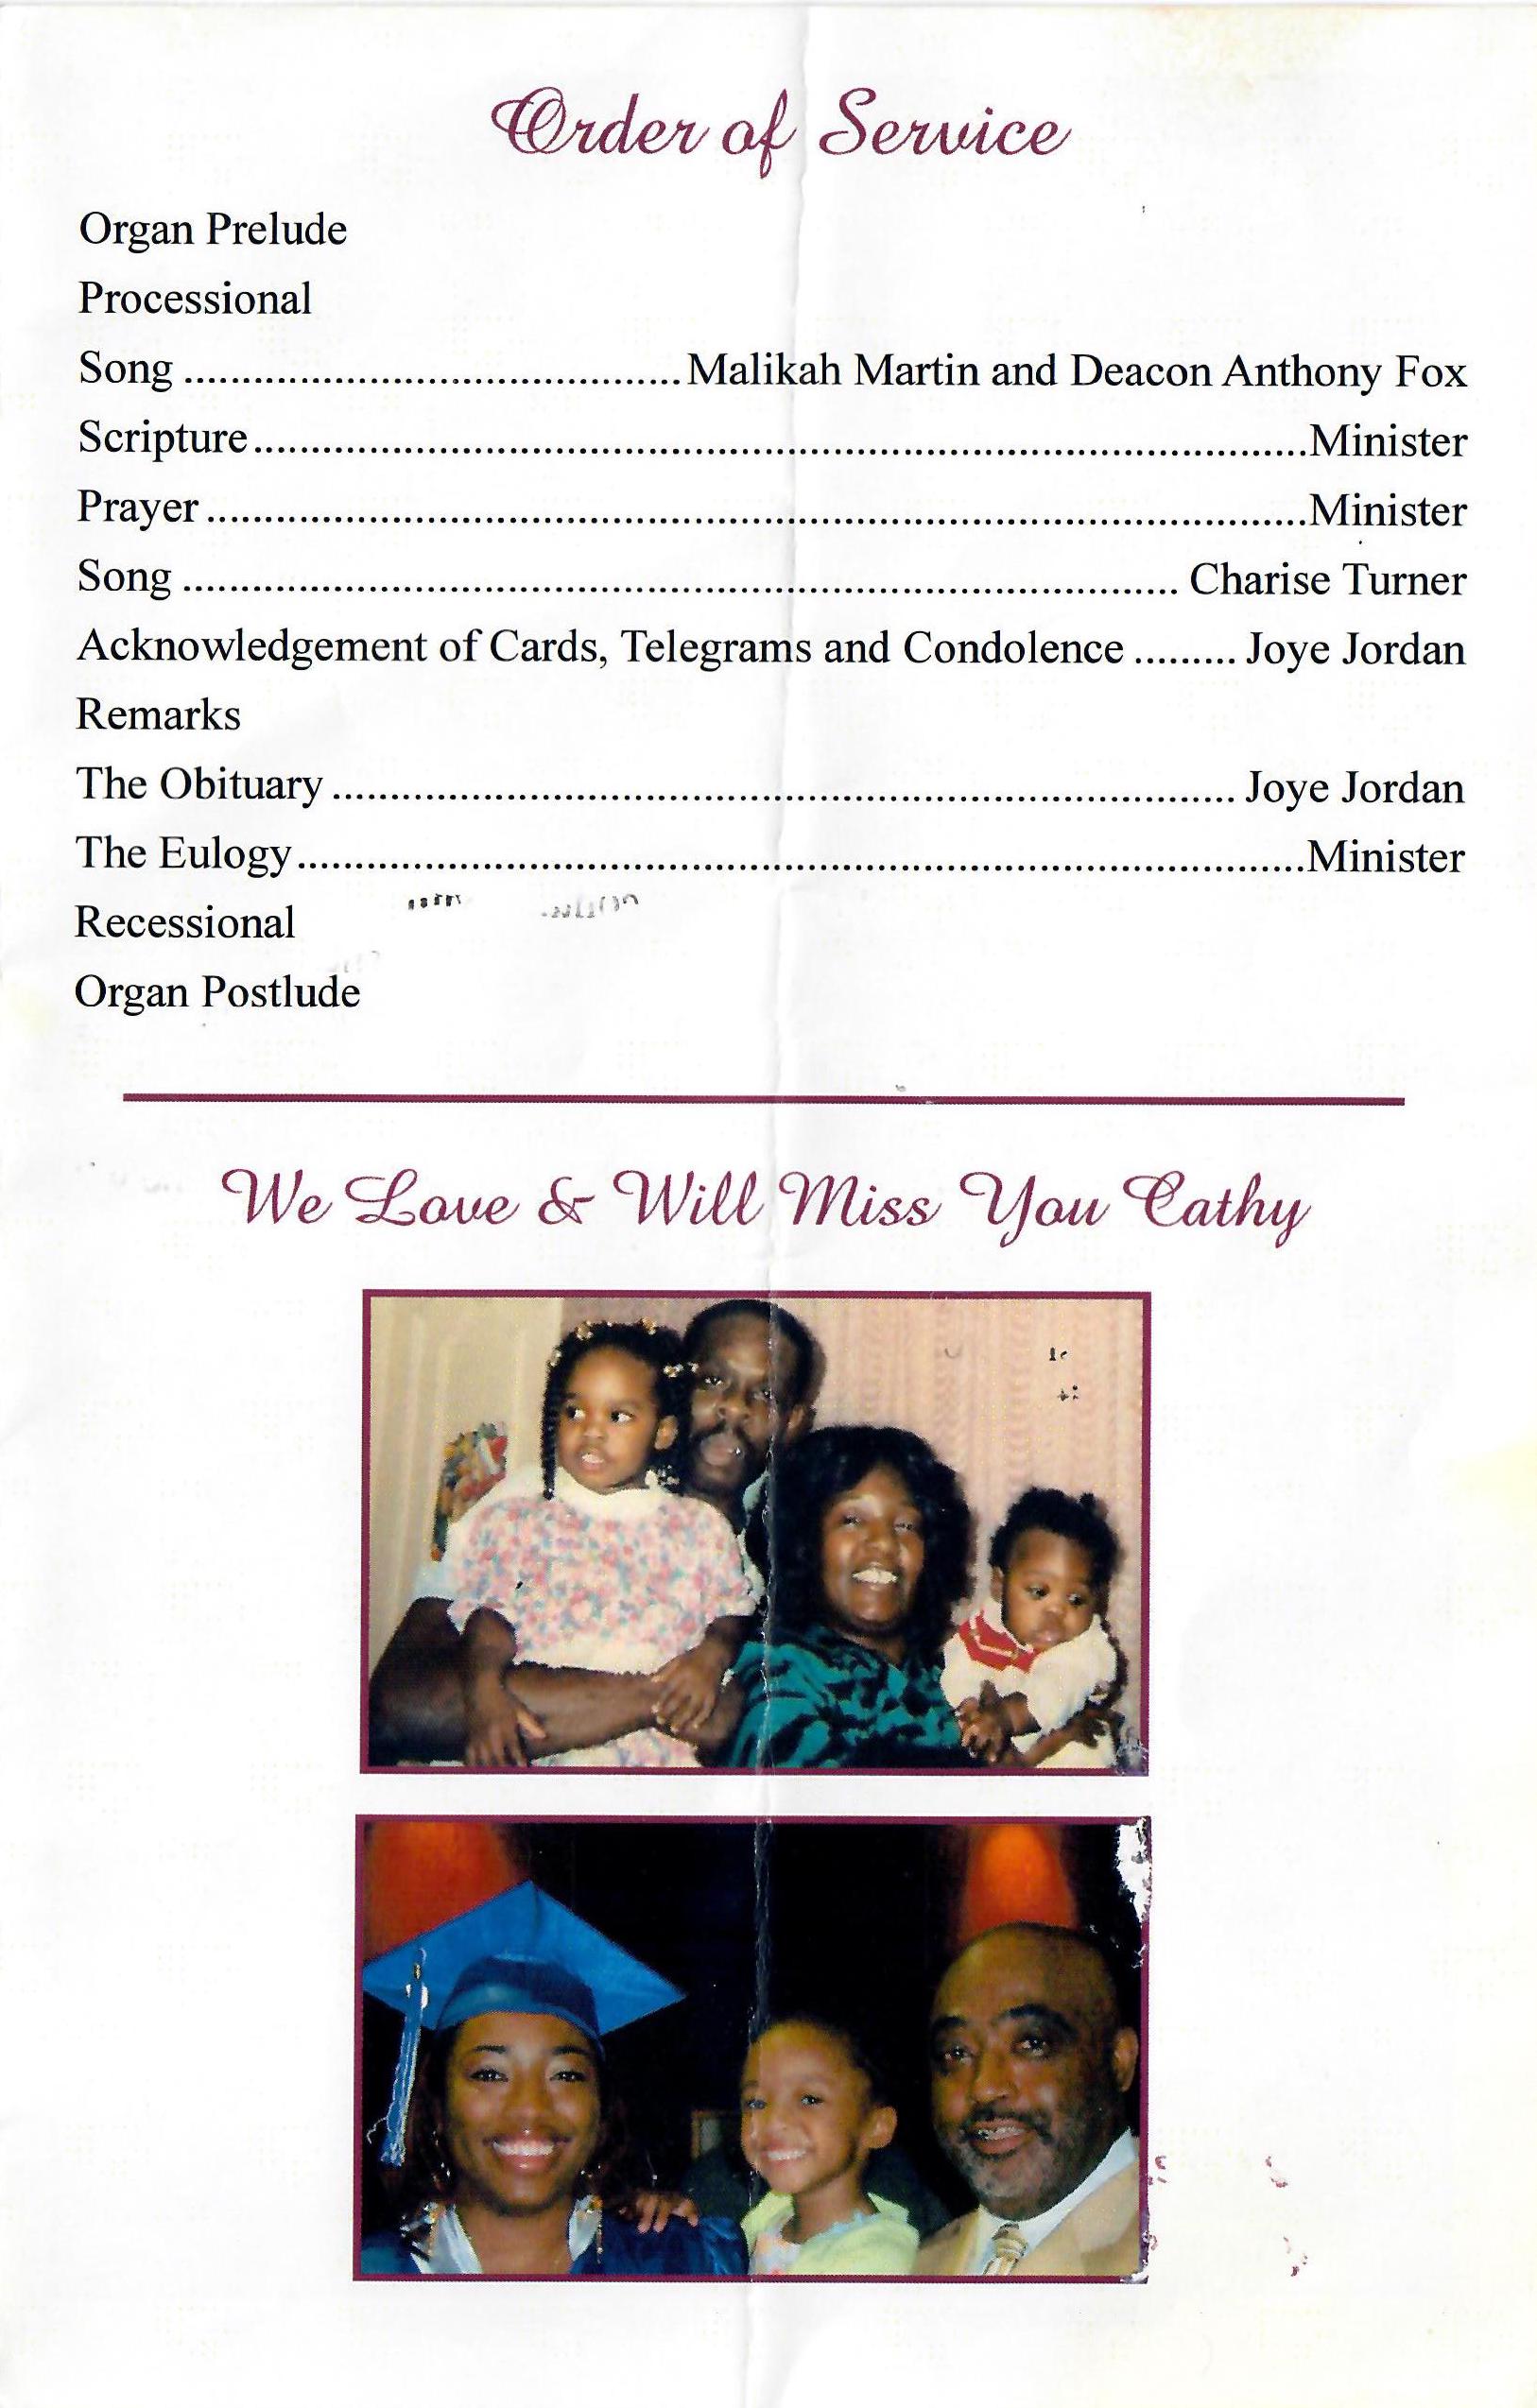 Order of Service
Organ Prelude
Processional
Song ............................................ Malikah Martin and Deacon Anthony Fox
Scripture ............................................................................................ Minister
Prayer ................................................................................................ Minister
Song ....................................................................................... Charise Turner
Acknowledgement of Cards, Telegrams and Condolence ......... Joye Jordan
Remarks
The Obituary ............................................................................... Joye Jordan
The Eulogy ........................................................................................ Minister
Recessional
Organ Postlude
We Love & Will Miss You Cathy